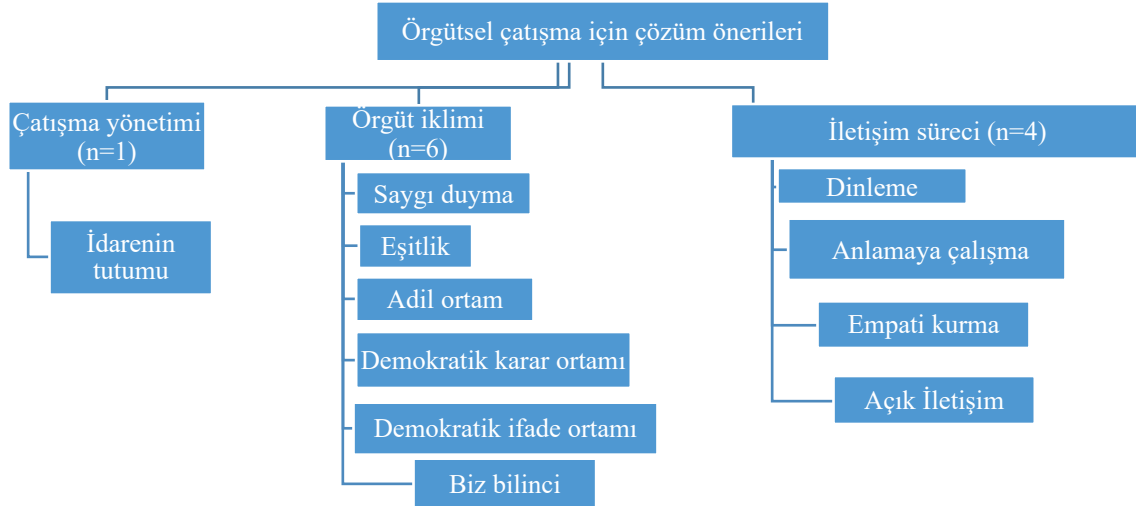 Örgütsel çatışma için çözüm önerileri
Çatışma yönetimi
(n=1)
İdarenin
tutumu
Örgüt iklimi
(n=6)
Saygı duyma
Eşitlik
Adil ortam
Demokratik karar ortamı
Demokratik ifade ortamı
Biz bilinci
İletişim süreci (n=4)
Dinleme
Anlamaya çalışma
Empati kurma
Açık İletişim